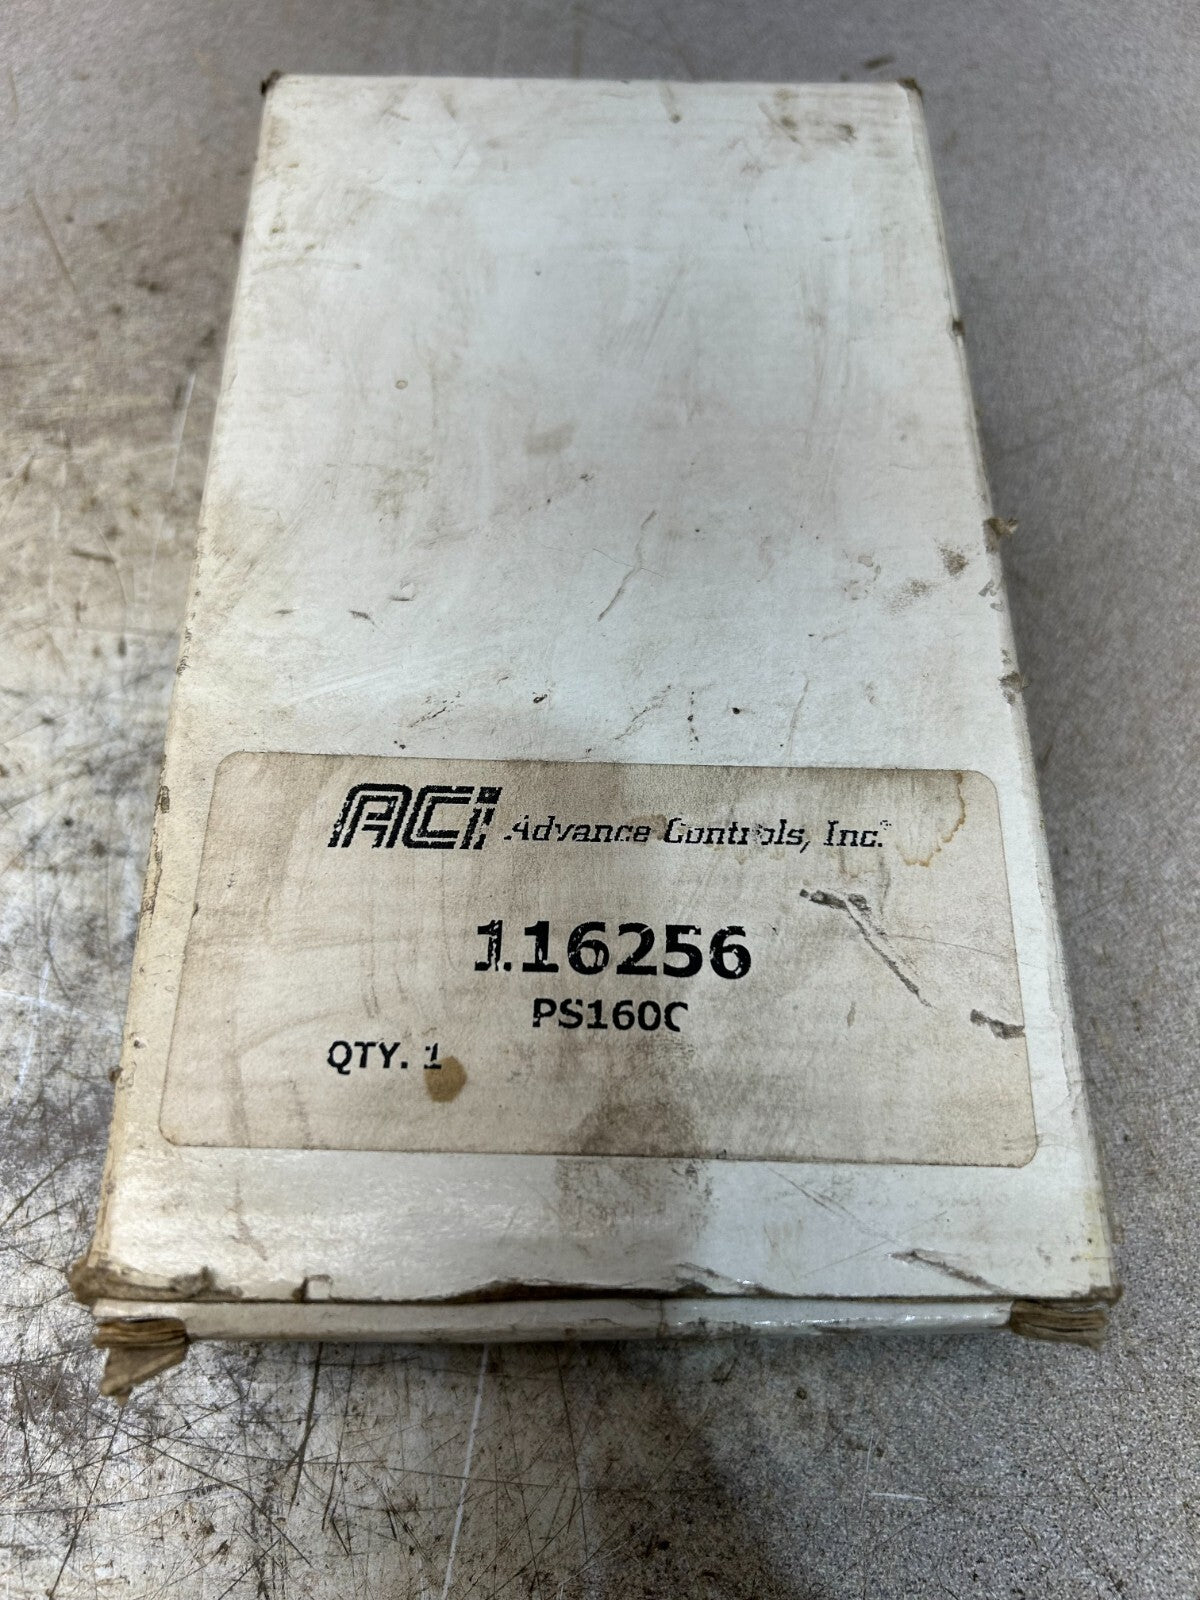 ACi Advance Controls, Inc.®
116256
PS160C
QTY. 1